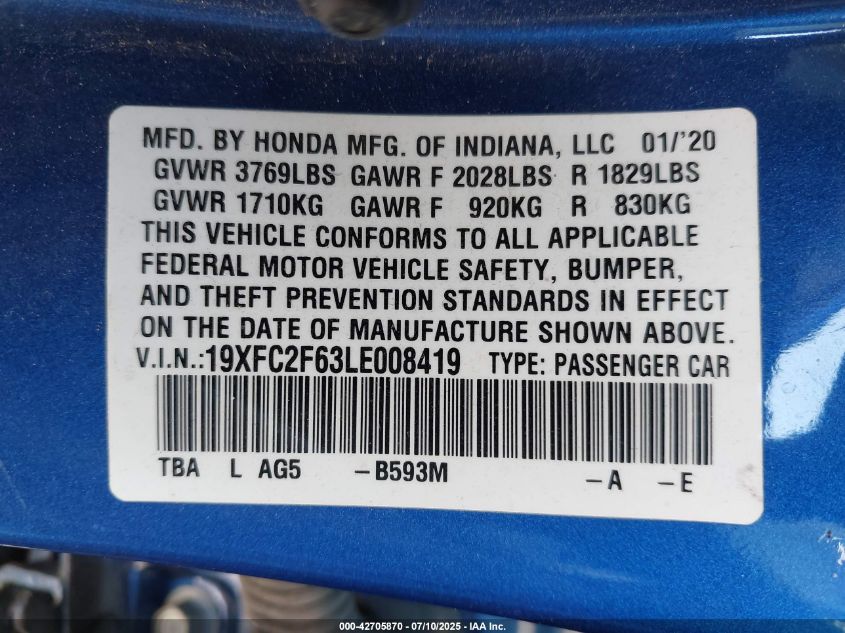 MFD. BY HONDA MFG. OF INDIANA, LLC 01/'20
GVWR 3769LBS GAWR F 2028LBS R 1829LBS
GVWR 1710KG GAWR F 920KG R 830KG
THIS VEHICLE CONFORMS TO ALL APPLICABLE
FEDERAL MOTOR VEHICLE SAFETY, BUMPER,
AND THEFT PREVENTION STANDARDS IN EFFECT
ON THE DATE OF MANUFACTURE SHOWN ABOVE.
V.I.N.:19XFC2F63LE008419 TYPE: PASSENGER CAR
TBA L AG5 -B593M -A -E
000-42705870 - 07/10/2025 - IAA Inc.